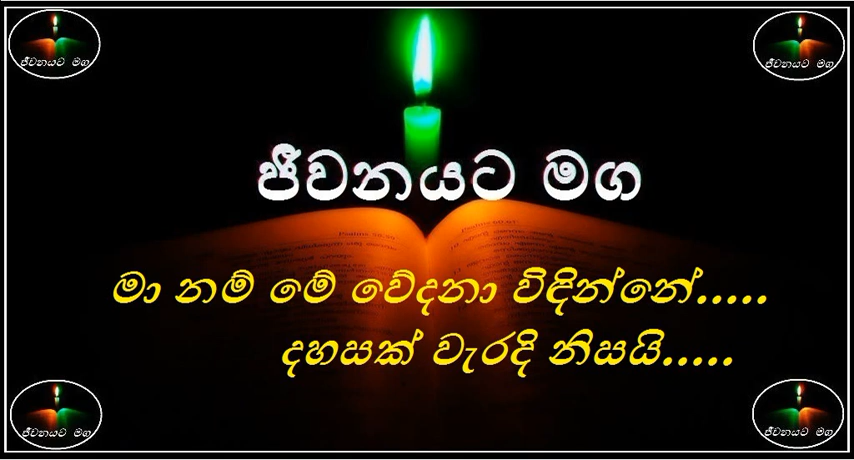 ජීවනයට මග
ජීවනයට මග
ජීවනයට මග
මා නම් මේ වේදනා විඳින්නේ.....
දහසක් වැරදි නිසයි.....
ජීවනයට මග
ජීවනයට මග